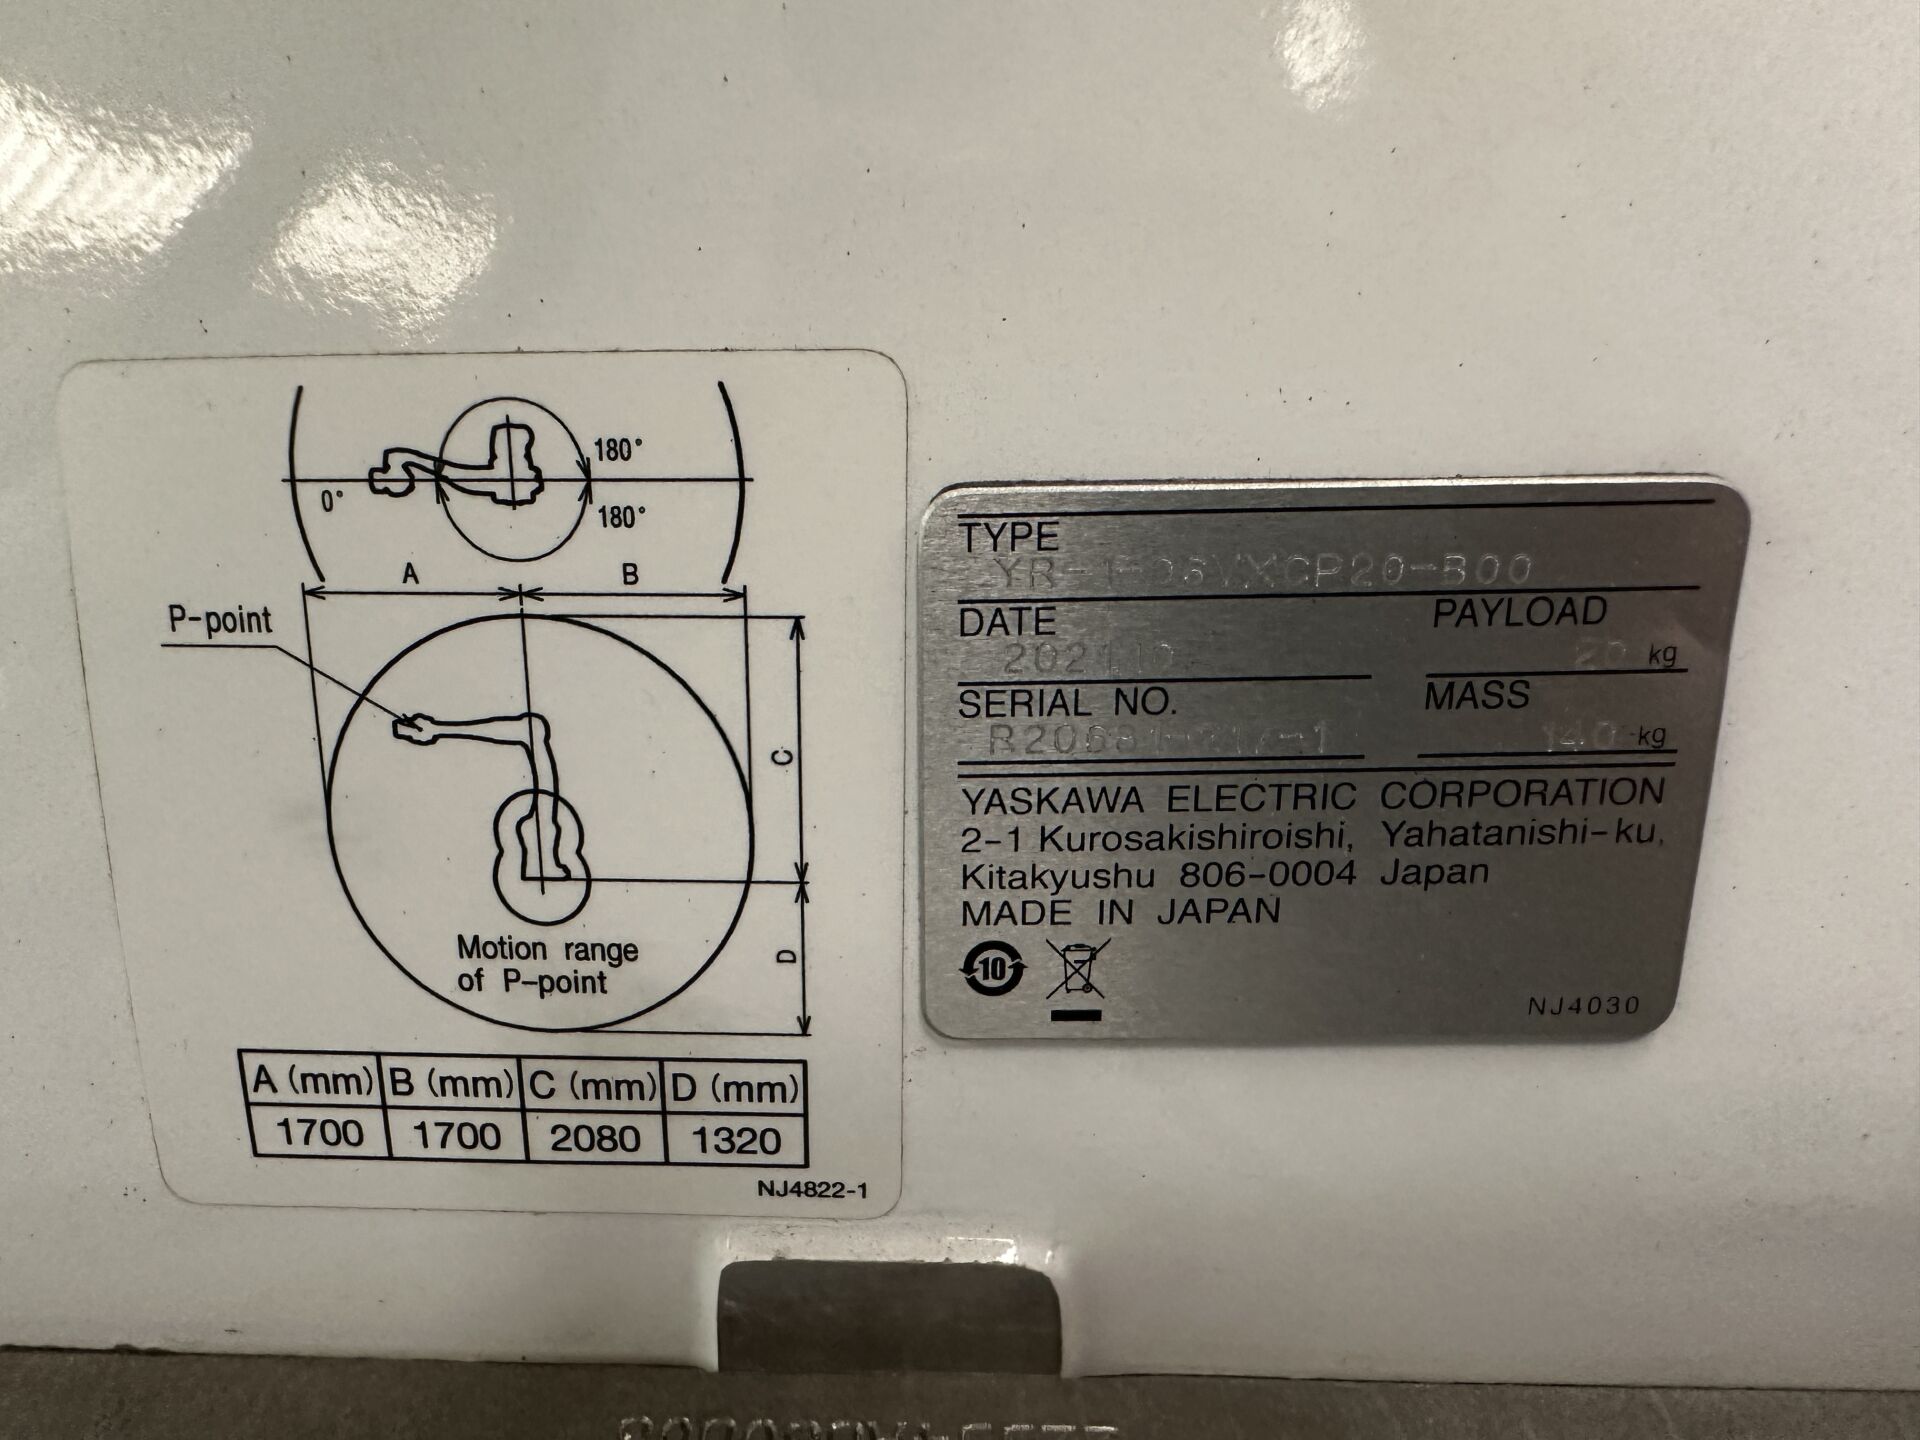 180°
0°
180°
A B
P-point
C
Motion range
of P-point
D
A (mm) B (mm) C (mm) D (mm)
1700 1700 2080 1320
NJ4822-1
TYPE
DATE PAYLOAD
20 kg
SERIAL NO. MASS
140 kg
YASKAWA ELECTRIC CORPORATION
2-1 Kurosakishiroishi, Yahatanishi-ku,
Kitakyushu 806-0004 Japan
MADE IN JAPAN
10
NJ4030